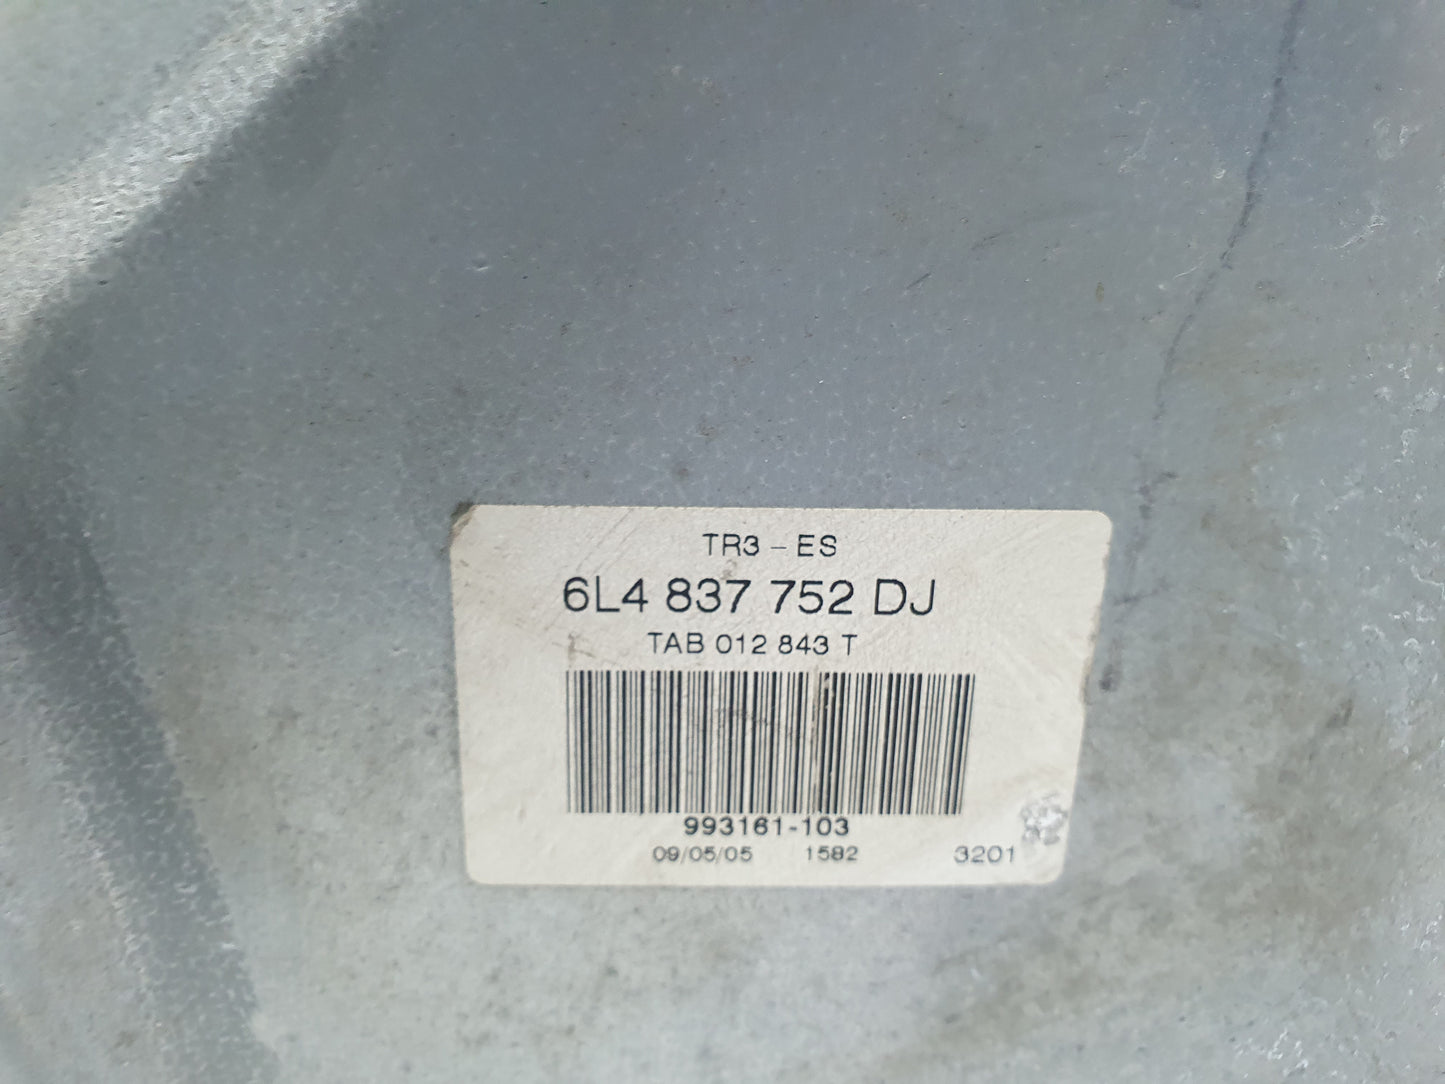 TR3 - ES
6L4 837 752 DJ
TAB 012 843 T
993161-103
09/05/05 1582 3201